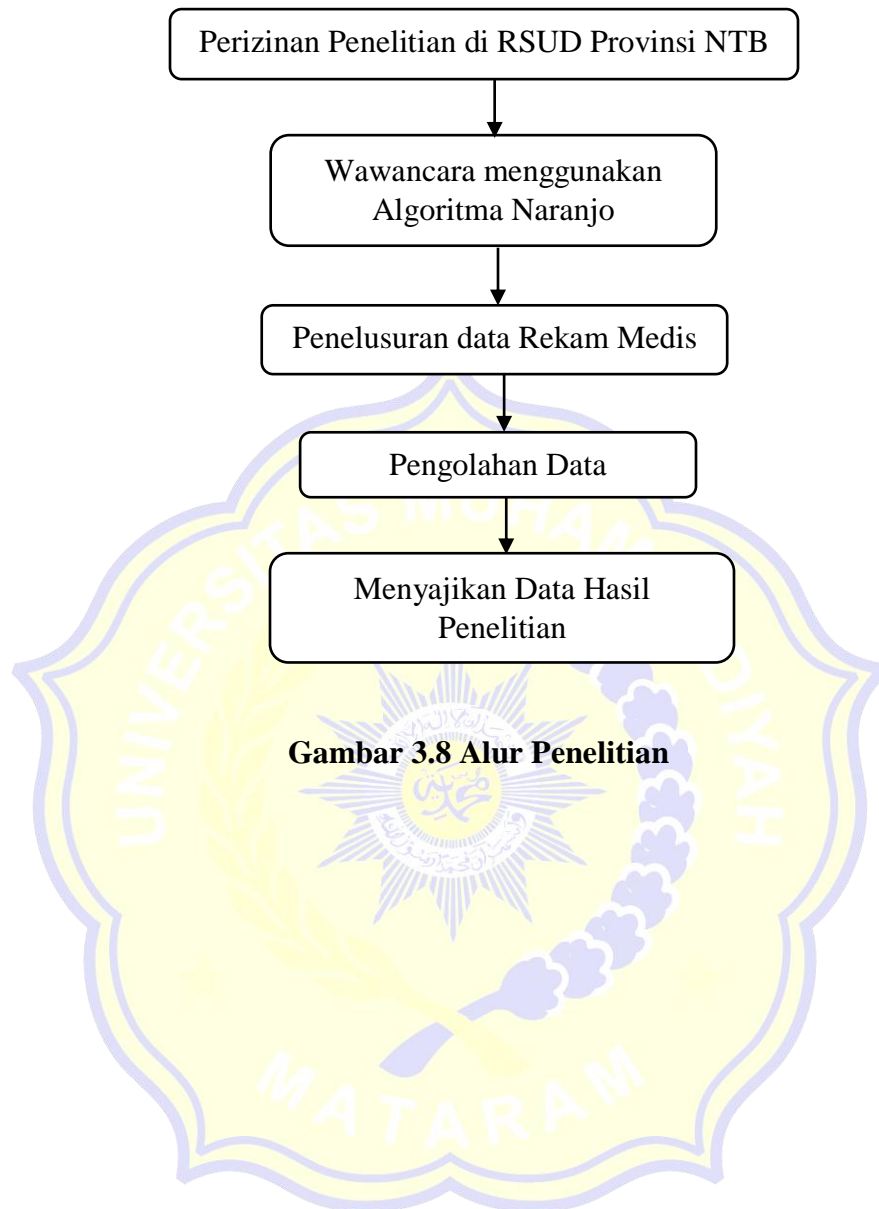 Perizinan Penelitian di RSUD Provinsi NTB
Wawancara menggunakan
Algoritma Naranjo
Penelusuran data Rekam Medis
Pengolahan Data
Menyajikan Data Hasil
Penelitian
Gambar 3.8 Alur Penelitian
UNIVERSITAS MUHAMMADIYAH
MATARAM